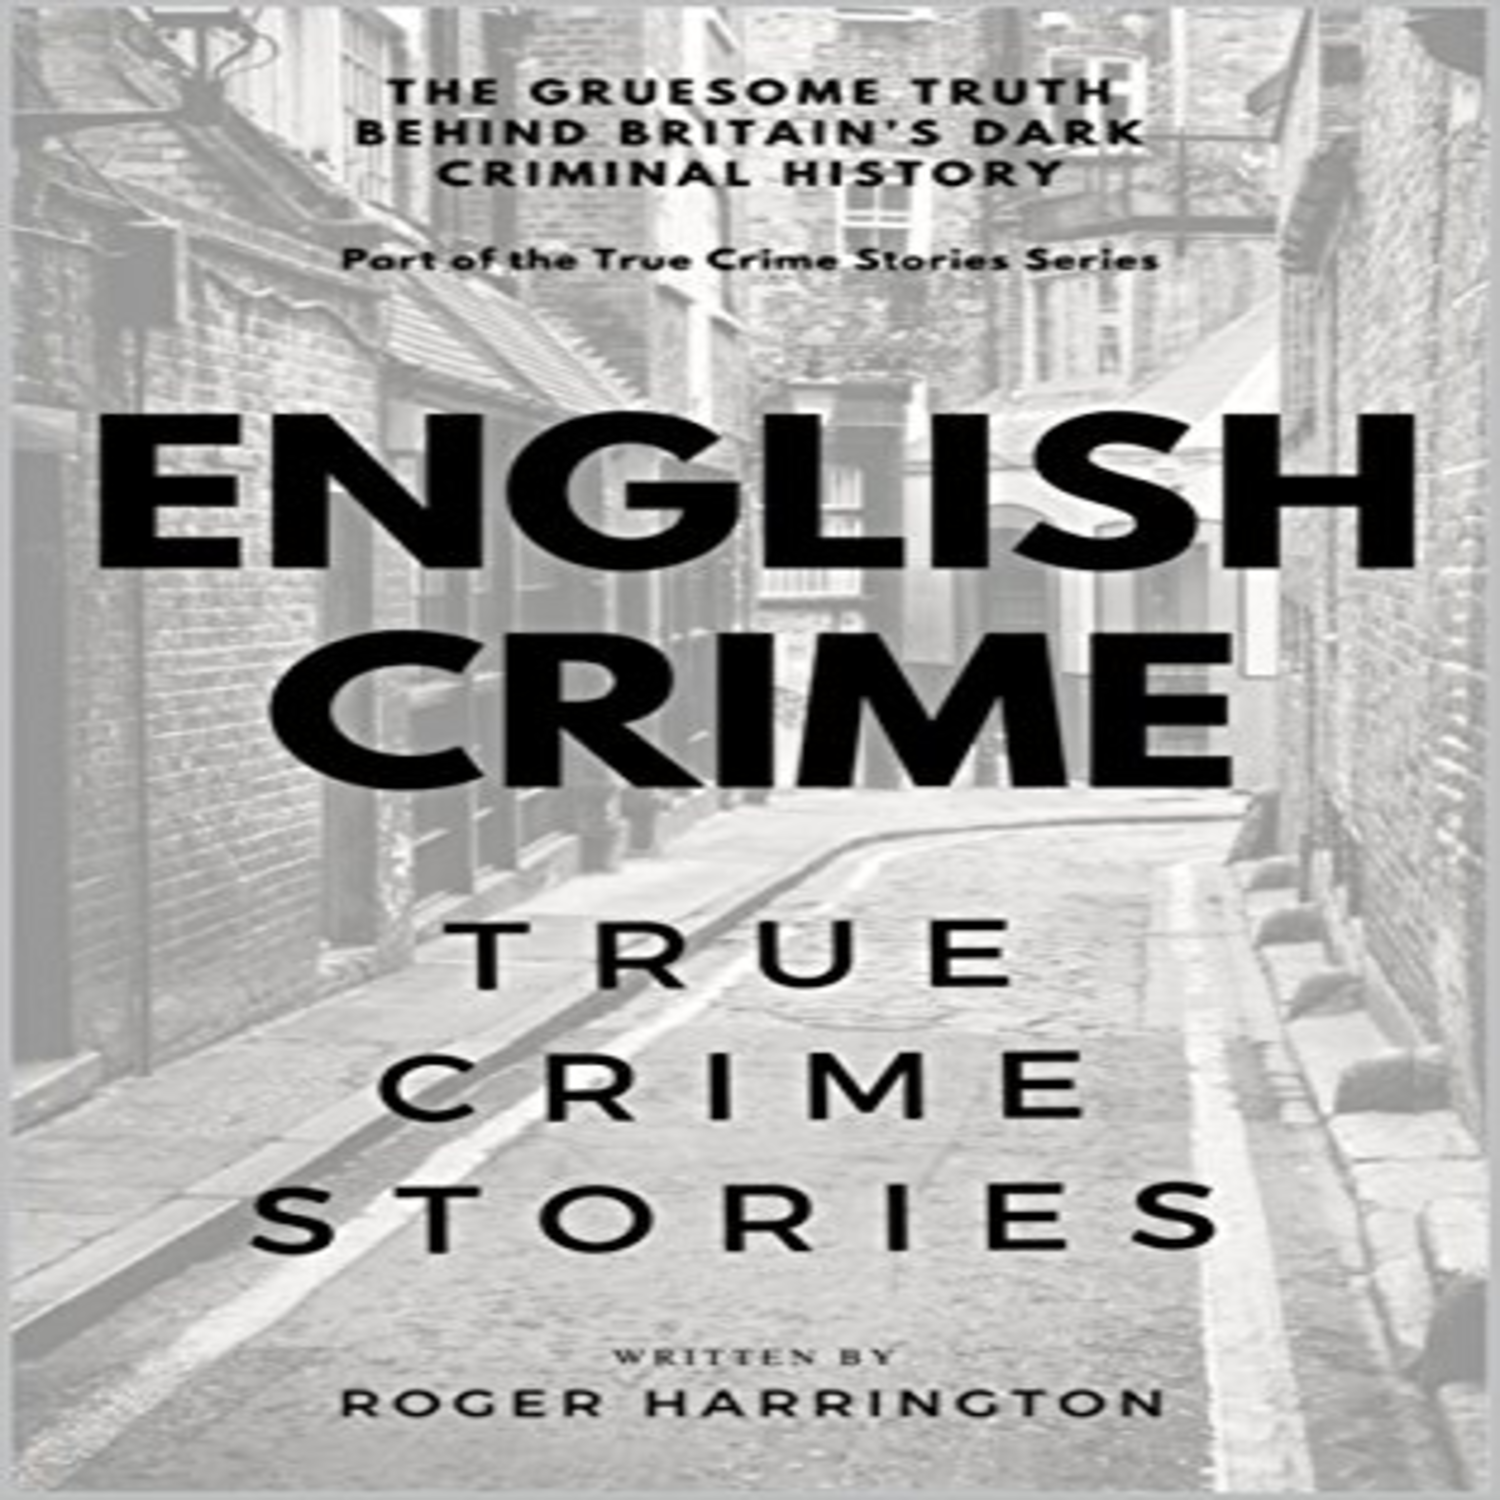 THE GRUESOME TRUTH
BEHIND BRITAIN'S DARK
CRIMINAL HISTORY
Part of the True Crime Stories Series
ENGLISH
CRIME
TRUE
CRIME
STORIES
WRITTEN BY
ROGER HARRINGTON